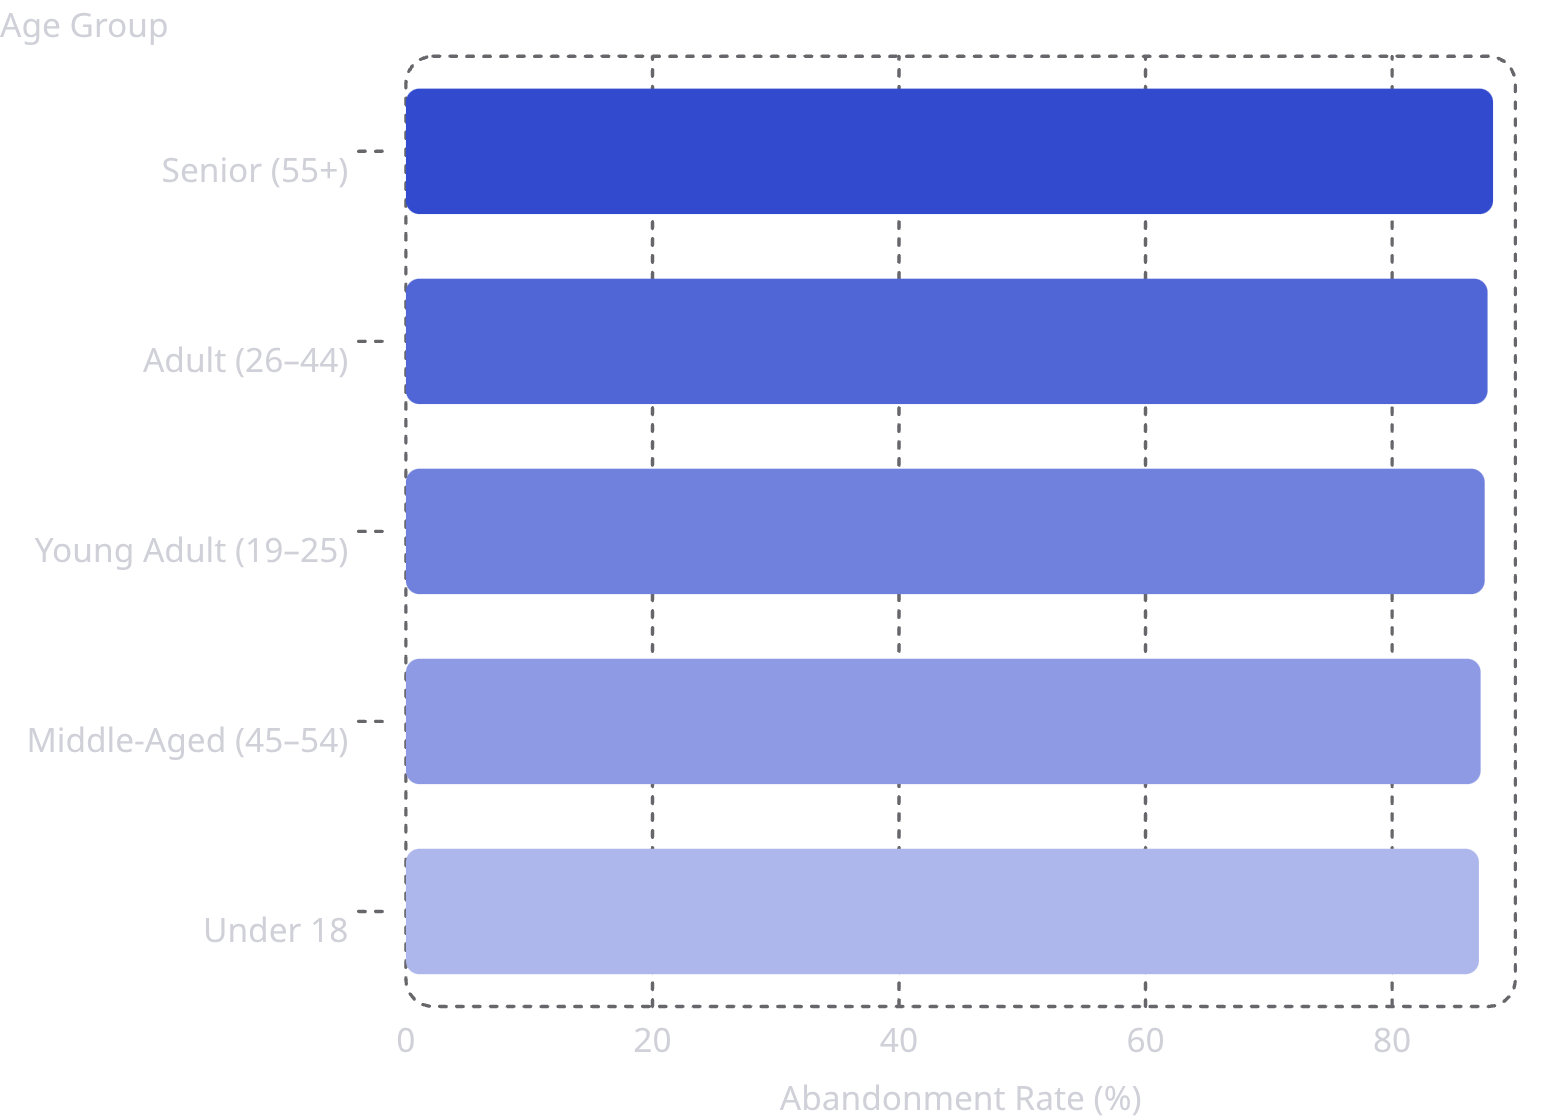 Age Group
Senior (55+)
Adult (26–44)
Young Adult (19–25)
Middle-Aged (45–54)
Under 18
0 20 40 60 80
Abandonment Rate (%)